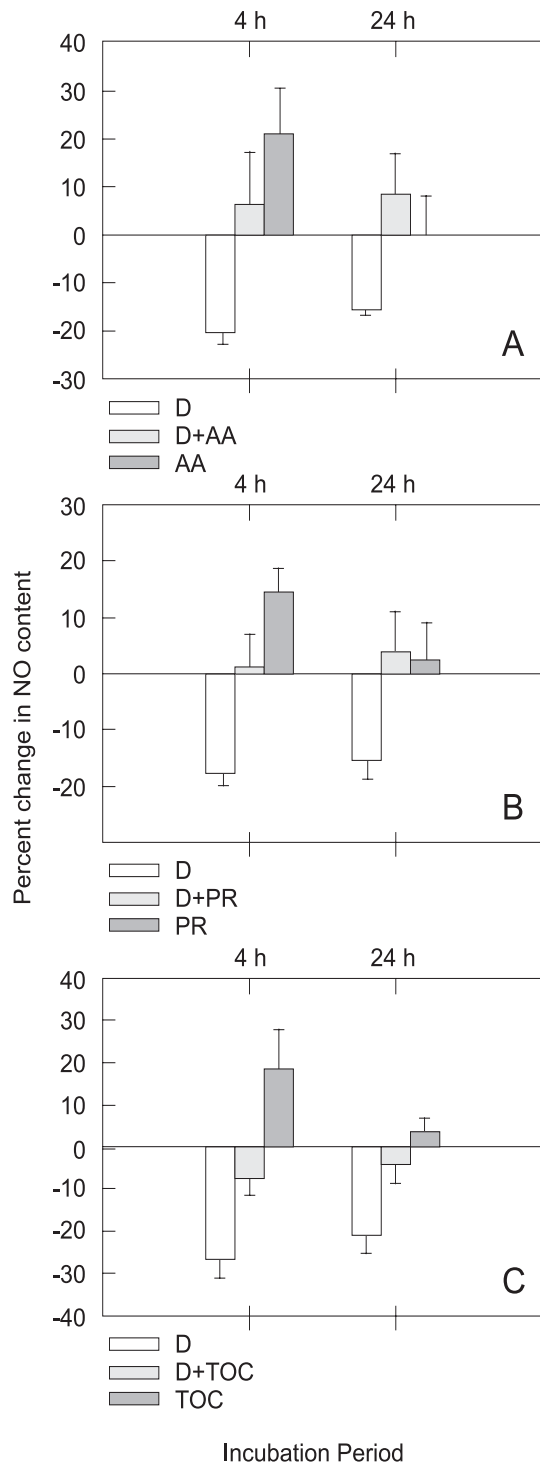 4 h 24 h
40
30
20
10
0
-10
-20
-30
A
D
D+AA
AA
4 h 24 h
30
20
10
0
-10
-20
B
D
D+PR
PR
4 h 24 h
40
30
20
10
0
-10
-20
-30
-40
C
D
D+TOC
TOC
Percent change in NO content
Incubation Period